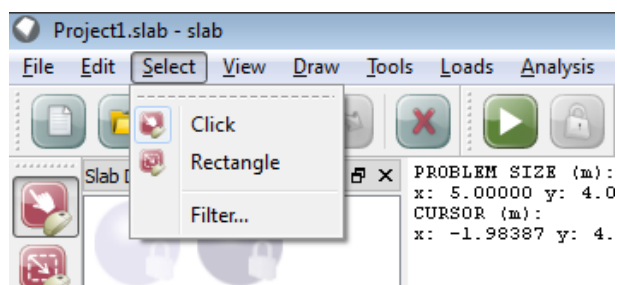 Project1.slab - slab
File Edit Select View Draw Tools Loads Analysis
Click
Rectangle
Filter...
Slab
PROBLEM SIZE (m):
x: 5.00000 y: 4.0
CURSOR (m):
x: -1.98387 y: 4.